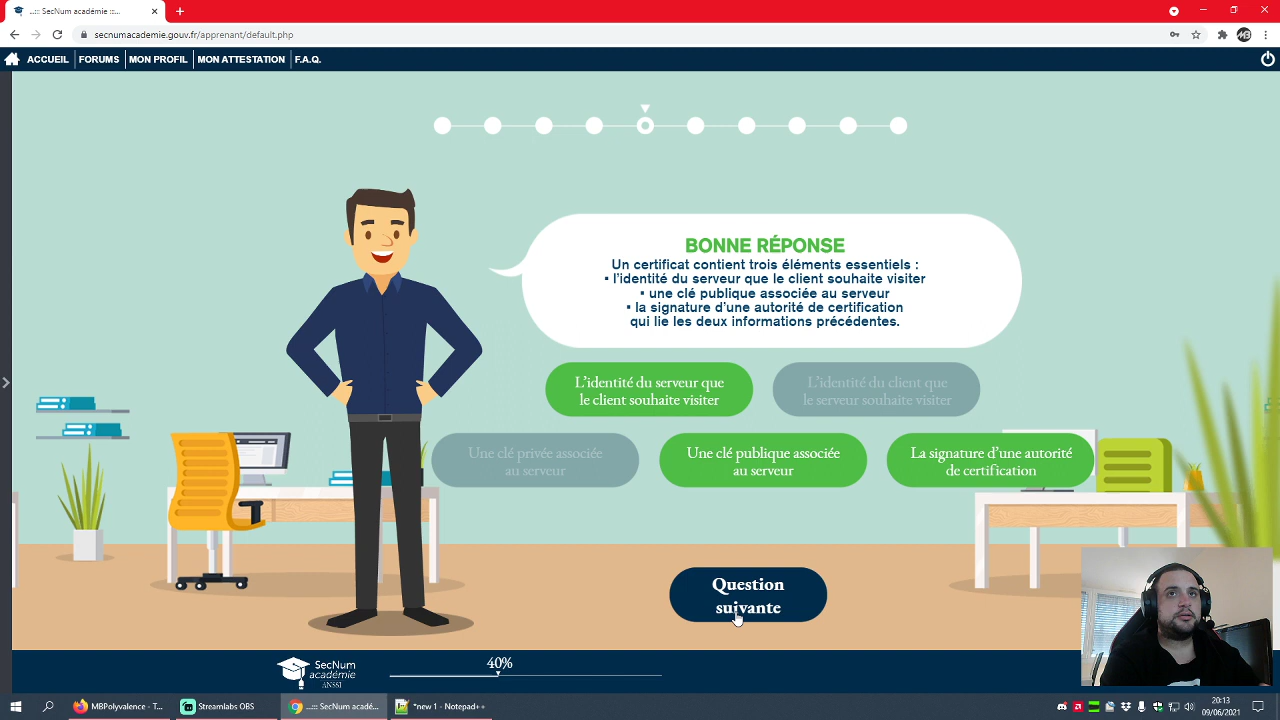 ..:: SecNum académie ::..
secnumacademie.gouv.fr/apprenant/default.php
ACCUEIL
FORUMS
MON PROFIL
MON ATTESTATION
F.A.Q.
BONNE RÉPONSE
Un certificat contient trois éléments essentiels :
▪ l'identité du serveur que le client souhaite visiter
▪ une clé publique associée au serveur
▪ la signature d'une autorité de certification
qui lie les deux informations précédentes.
L'identité du serveur que
le client souhaite visiter
L'identité du client que
le serveur souhaite visiter
Une clé privée associée
au serveur
Une clé publique associée
au serveur
La signature d'une autorité
de certification
Question
suivante
SecNum
académie
ANSSI
40%
MBPolyvalence - T...
Streamlabs OBS
..:: SecNum acadé...
*new 1 - Notepad++
20:13
09/06/2021